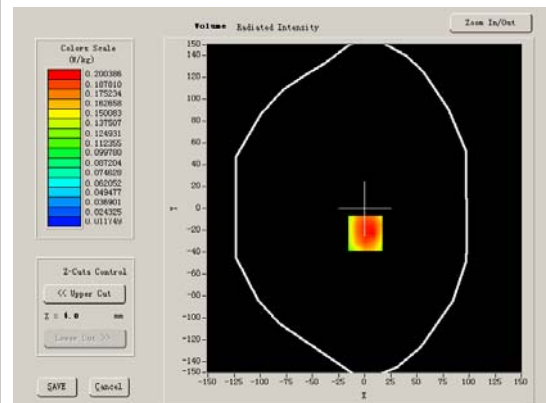 Volume Radiated Intensity
Zoom In/Out
Colors Scale
(W/kg)
0.200386
0.187810
0.175234
0.162658
0.150083
0.137507
0.124931
0.112355
0.099780
0.087204
0.074628
0.062052
0.049477
0.036901
0.024325
0.011749
Z-Cuts Control
<< Upper Cut
Z = 4.0 mm
Lower Cut >>
SAVE Cancel
150
140
120
100
80
60
40
20
0
-20
-40
-60
-80
-100
-120
-140
-150
Y
-150 -125 -100 -75 -50 -25 0 25 50 75 100 125 150
X